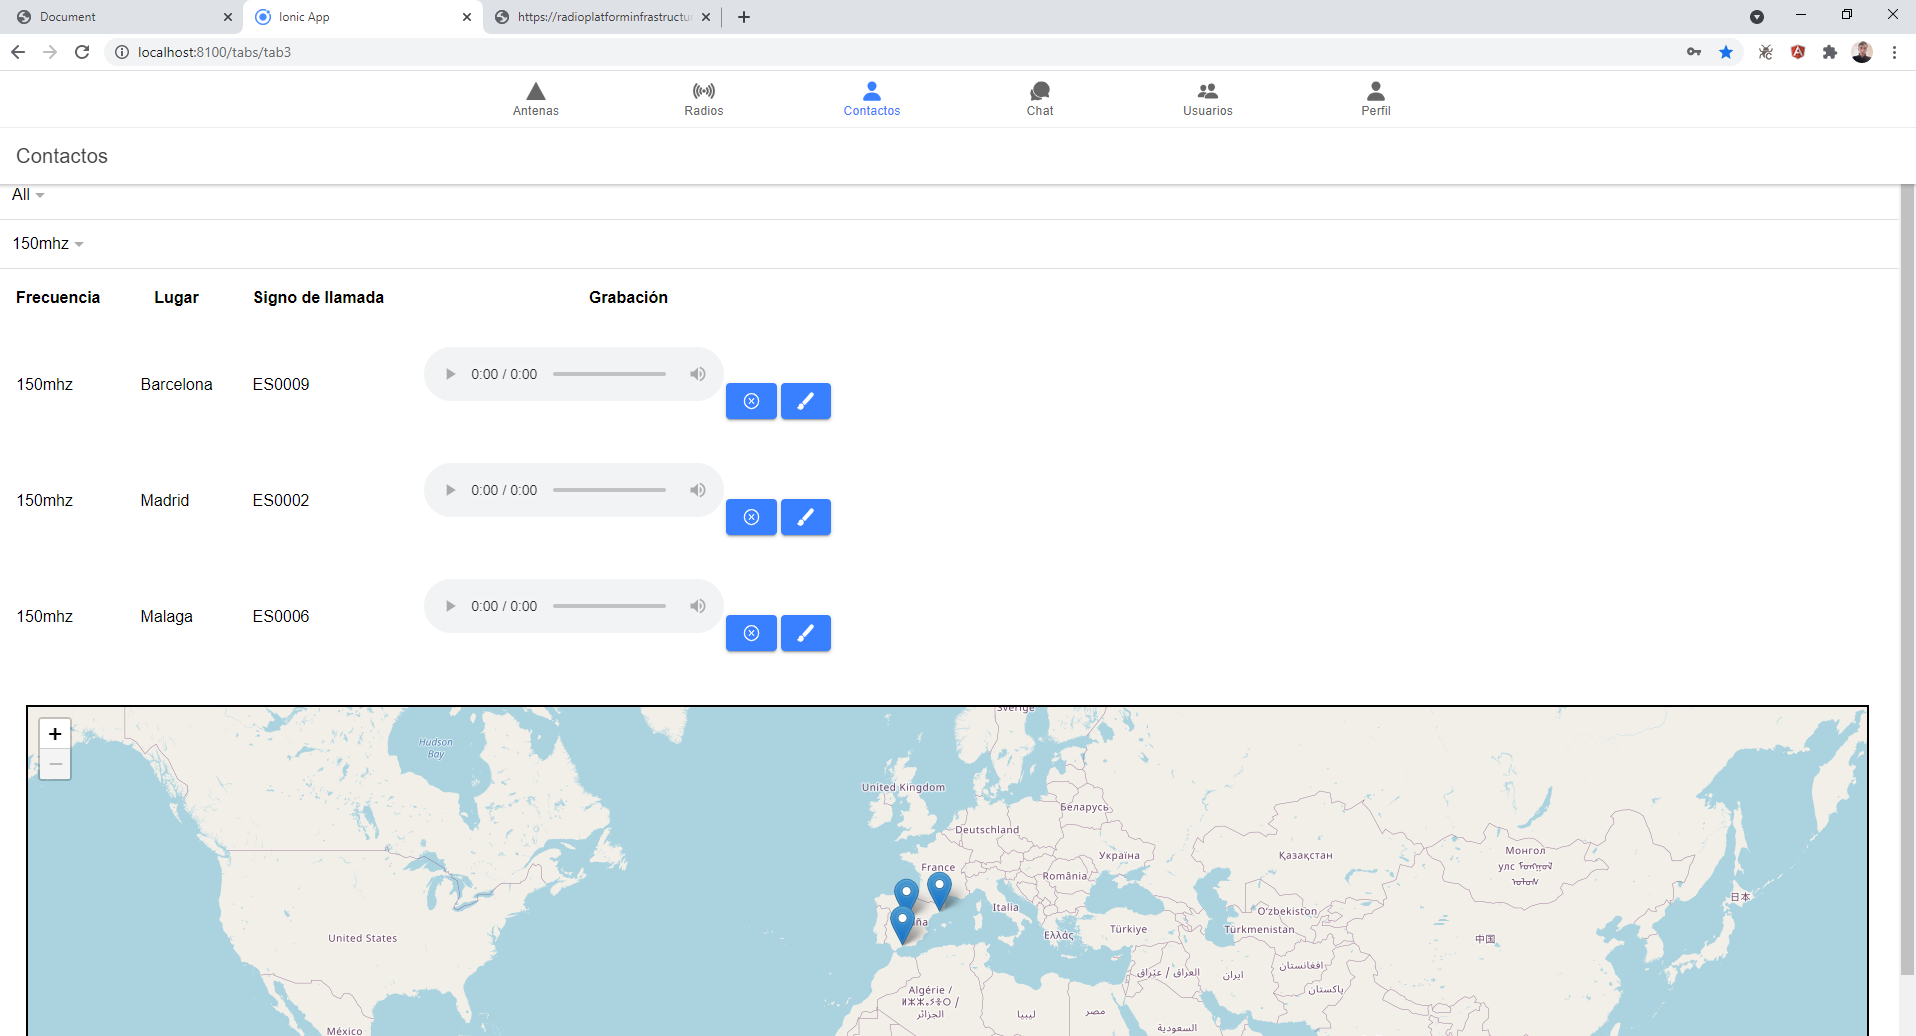 Document
Ionic App
https://radioplatforminfrastructu
localhost:8100/tabs/tab3
Antenas
Radios
Contactos
Chat
Usuarios
Perfil
Contactos
All
150mhz
Frecuencia Lugar Signo de llamada Grabación
150mhz Barcelona ES0009 0:00 / 0:00
150mhz Madrid ES0002 0:00 / 0:00
150mhz Malaga ES0006 0:00 / 0:00
+
−
Sverige
Hudson
Bay
United Kingdom
Беларусь
Deutschland
Україна
Қазақстан
Монгол
улс
France
România
Italia
O'zbekiston
日本
Ελλάς
Türkiye
Türkmenistan
United States
中国
العراق / عێراق
ایران
افغانستان
پاکستان
Algérie /
ⵍⵣⵣⴰⵢⴻⵔ /
الجزائر
ليبيا
مصر
السعودية
México